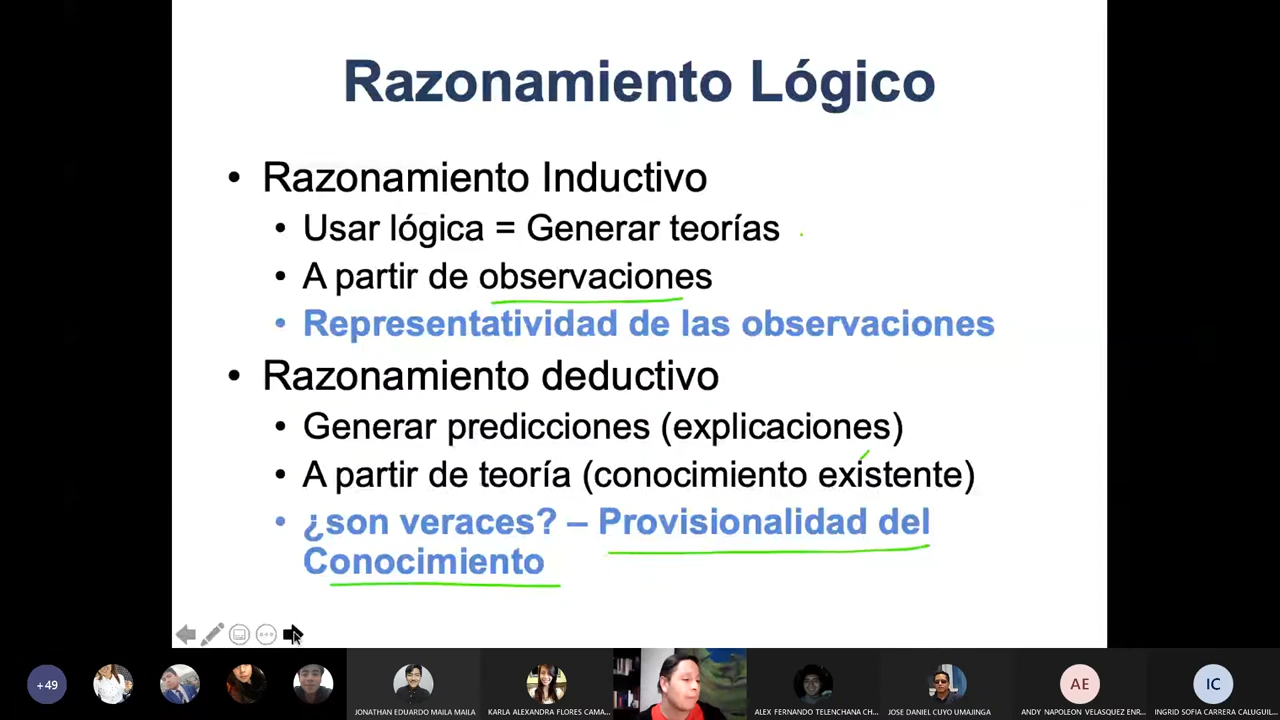 Razonamiento Lógico
• Razonamiento Inductivo
• Usar lógica = Generar teorías
• A partir de observaciones
• Representatividad de las observaciones
• Razonamiento deductivo
• Generar predicciones (explicaciones)
• A partir de teoría (conocimiento existente)
• ¿son veraces? – Provisionalidad del
Conocimiento
+49
AE
IC
JONATHAN EDUARDO MAILA MAILA
KARLA ALEXANDRA FLORES CAMA...
ALEX FERNANDO TELENCHANA CH...
JOSE DANIEL CUYO UMAJINGA
ANDY NAPOLEON VELASQUEZ ENR...
INGRID SOFIA CARRERA CALUGUIL...